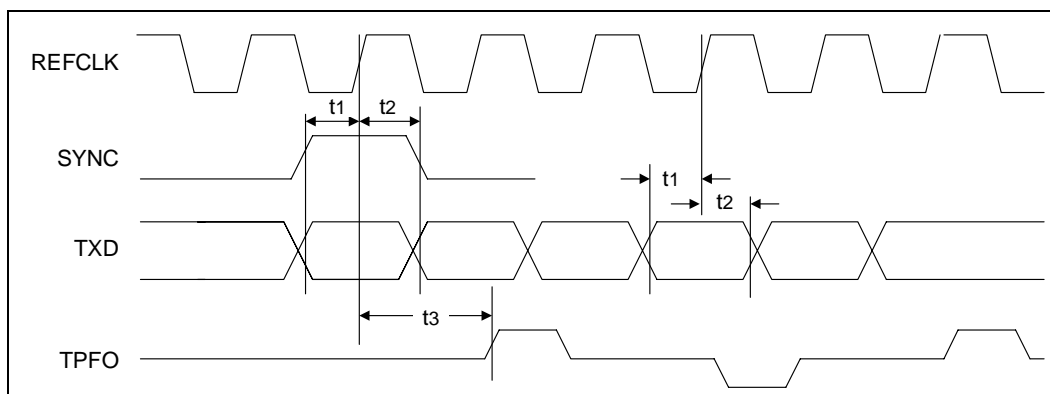 REFCLK
t1 t2
SYNC
t1
t2
TXD
t3
TPFO